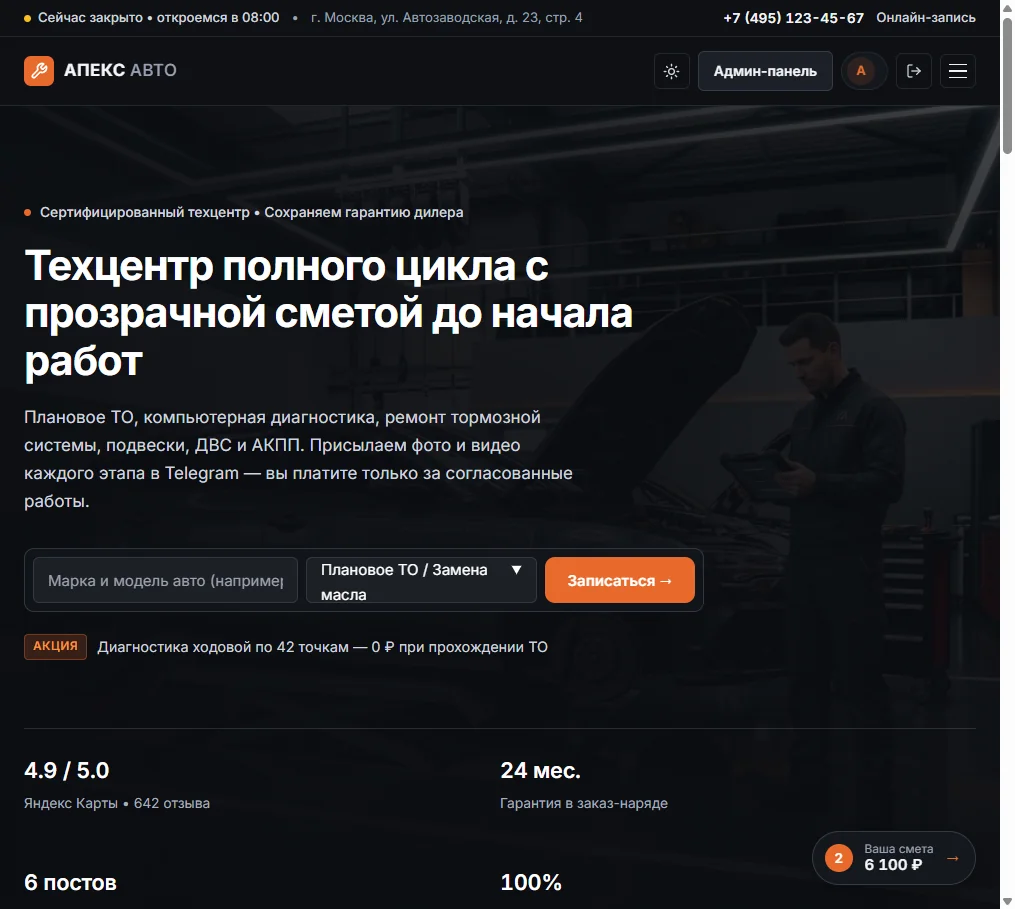 Сейчас закрыто • откроемся в 08:00 • г. Москва, ул. Автозаводская, д. 23, стр. 4
+7 (495) 123-45-67 Онлайн-запись
АПЕКС АВТО
Админ-панель
A
Сертифицированный техцентр • Сохраняем гарантию дилера
Техцентр полного цикла с
прозрачной сметой до начала
работ
Плановое ТО, компьютерная диагностика, ремонт тормозной
системы, подвески, ДВС и АКПП. Присылаем фото и видео
каждого этапа в Telegram — вы платите только за согласованные
работы.
Марка и модель авто (например
Плановое ТО / Замена
масла
Записаться →
АКЦИЯ
Диагностика ходовой по 42 точкам — 0 ₽ при прохождении ТО
4.9 / 5.0
Яндекс Карты • 642 отзыва
24 мес.
Гарантия в заказ-наряде
2
Ваша смета
6 100 ₽ →
6 постов
100%